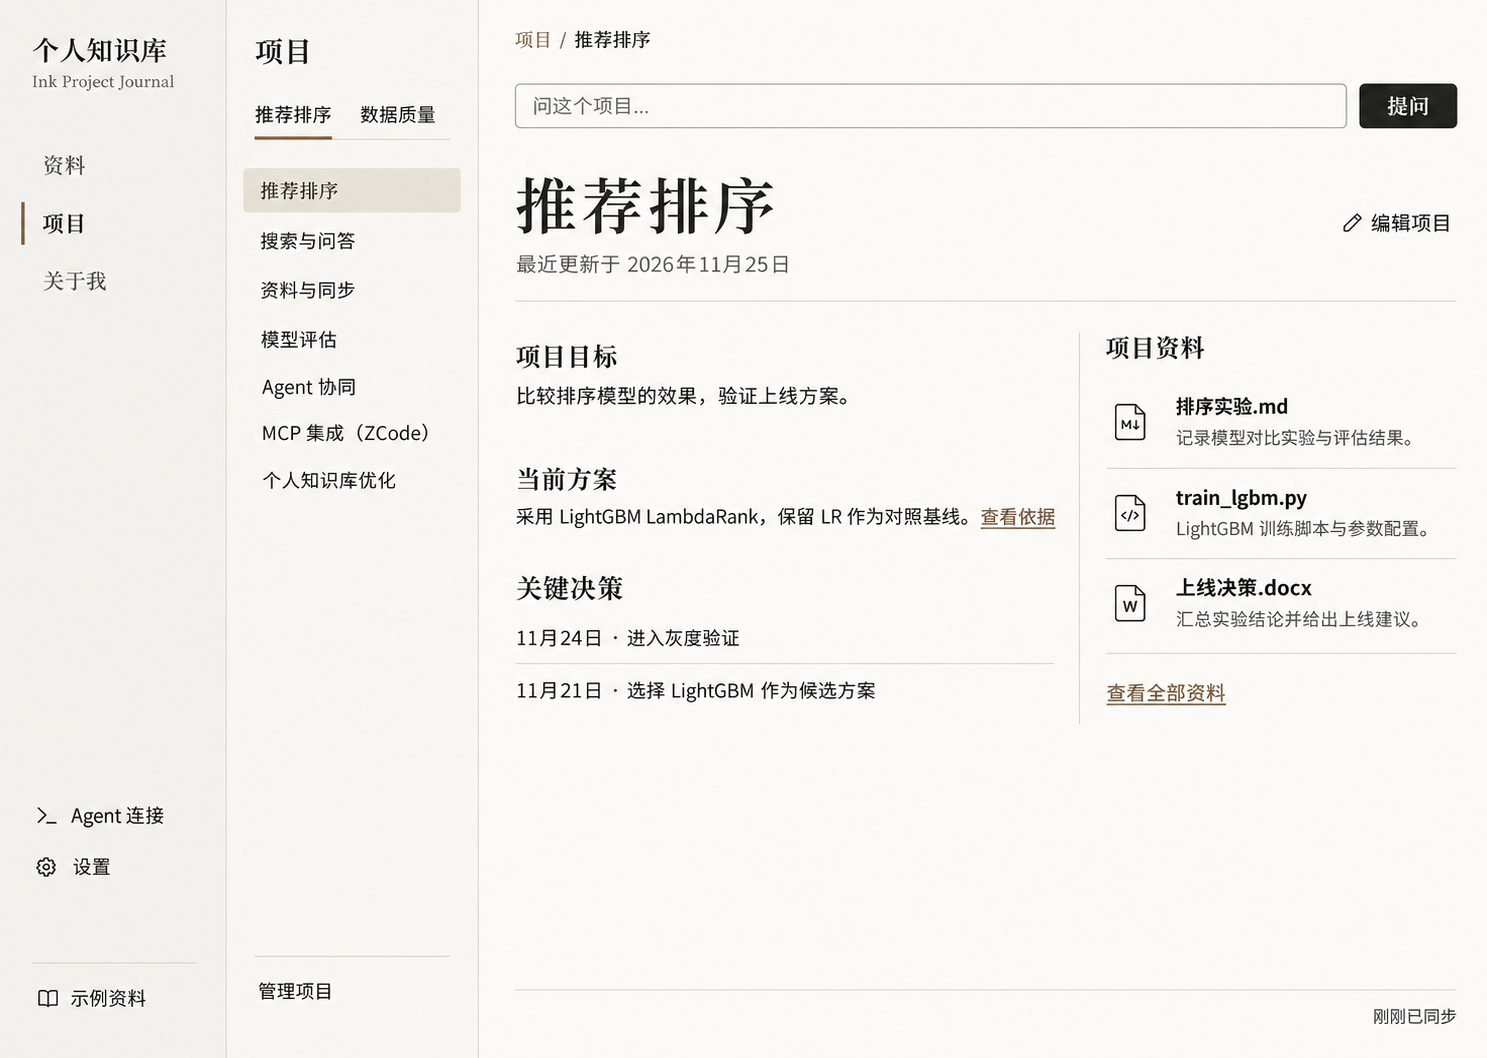 个人知识库
Ink Project Journal
资料
项目
关于我
Agent 连接
设置
示例资料
项目
推荐排序 数据质量
推荐排序
搜索与问答
资料与同步
模型评估
Agent 协同
MCP 集成（ZCode）
个人知识库优化
管理项目
项目 / 推荐排序
问这个项目...
提问
推荐排序
编辑项目
最近更新于 2026年11月25日
项目目标
比较排序模型的效果，验证上线方案。
当前方案
采用 LightGBM LambdaRank，保留 LR 作为对照基线。查看依据
关键决策
11月24日 · 进入灰度验证
11月21日 · 选择 LightGBM 作为候选方案
项目资料
M↓
排序实验.md
记录模型对比实验与评估结果。
</>
train_lgbm.py
LightGBM 训练脚本与参数配置。
W
上线决策.docx
汇总实验结论并给出上线建议。
查看全部资料
刚刚已同步